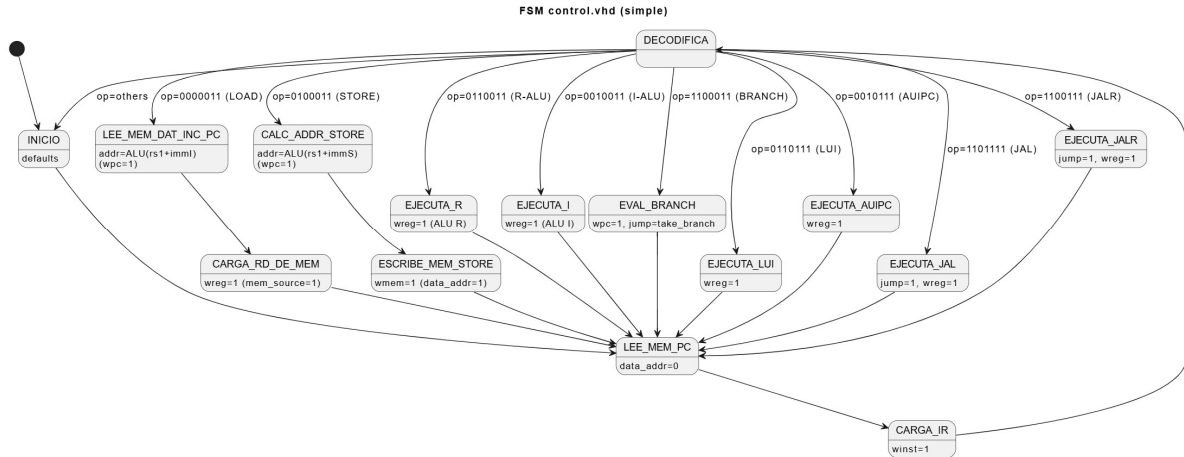 FSM control.vhd (simple)
DECODIFICA
op=others
op=0000011 (LOAD)
op=0100011 (STORE)
op=0110011 (R-ALU)
op=0010011 (I-ALU)
op=1100011 (BRANCH)
op=0010111 (AUIPC)
op=1100111 (JALR)
op=0110111 (LUI)
op=1101111 (JAL)
INICIO
defaults
LEE_MEM_DAT_INC_PC
addr=ALU(rs1+immI)
(wpc=1)
CALC_ADDR_STORE
addr=ALU(rs1+immS)
(wpc=1)
EJECUTA_JALR
jump=1, wreg=1
EJECUTA_R
wreg=1 (ALU R)
EJECUTA_I
wreg=1 (ALU I)
EVAL_BRANCH
wpc=1, jump=take_branch
EJECUTA_AUIPC
wreg=1
CARGA_RD_DE_MEM
wreg=1 (mem_source=1)
ESCRIBE_MEM_STORE
wmem=1 (data_addr=1)
EJECUTA_LUI
wreg=1
EJECUTA_JAL
jump=1, wreg=1
LEE_MEM_PC
data_addr=0
CARGA_IR
winst=1